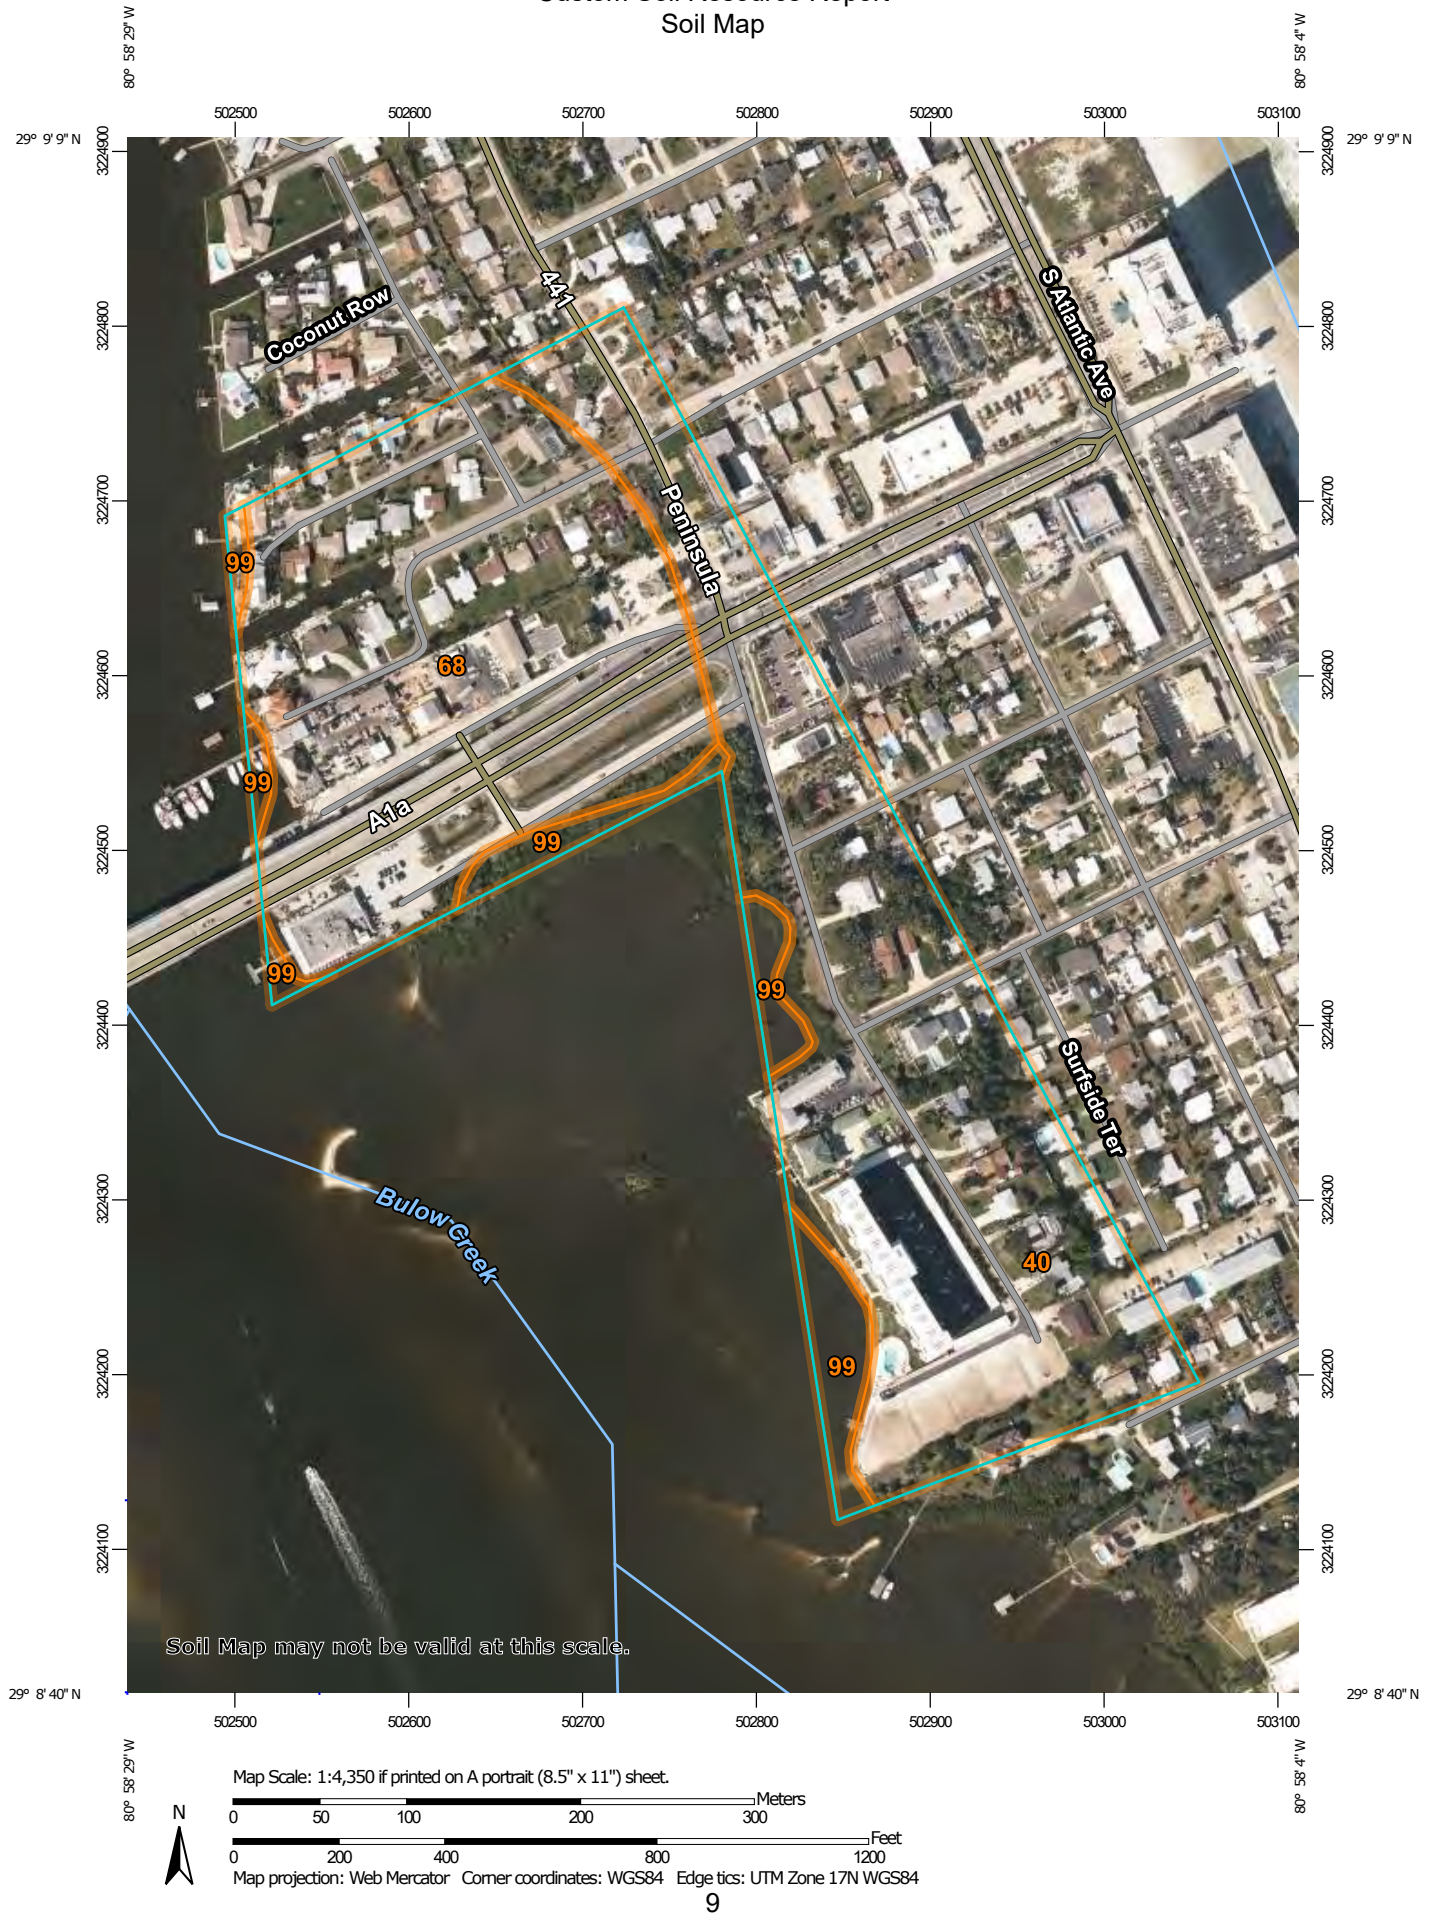 Custom Soil Resource Report
Soil Map
80° 58' 29" W
80° 58' 4" W
502500 502600 502700 502800 502900 503000 503100
29° 9' 9" N
29° 9' 9" N
3224900
3224900
441
S Atlantic Ave
Coconut Row
3224800
3224800
Peninsula
3224700
3224700
99
68
3224600
3224600
99
A1a
99
3224500
3224500
99
99
3224400
3224400
Surfside Ter
Bulow Creek
3224300
3224300
40
99
3224200
3224200
3224100
3224100
Soil Map may not be valid at this scale.
29° 8' 40" N
29° 8' 40" N
502500 502600 502700 502800 502900 503000 503100
80° 58' 29" W
80° 58' 4" W
Map Scale: 1:4,350 if printed on A portrait (8.5" x 11") sheet.
Meters
0 50 100 200 300
N
Feet
0 200 400 800 1200
Map projection: Web Mercator Corner coordinates: WGS84 Edge tics: UTM Zone 17N WGS84
9